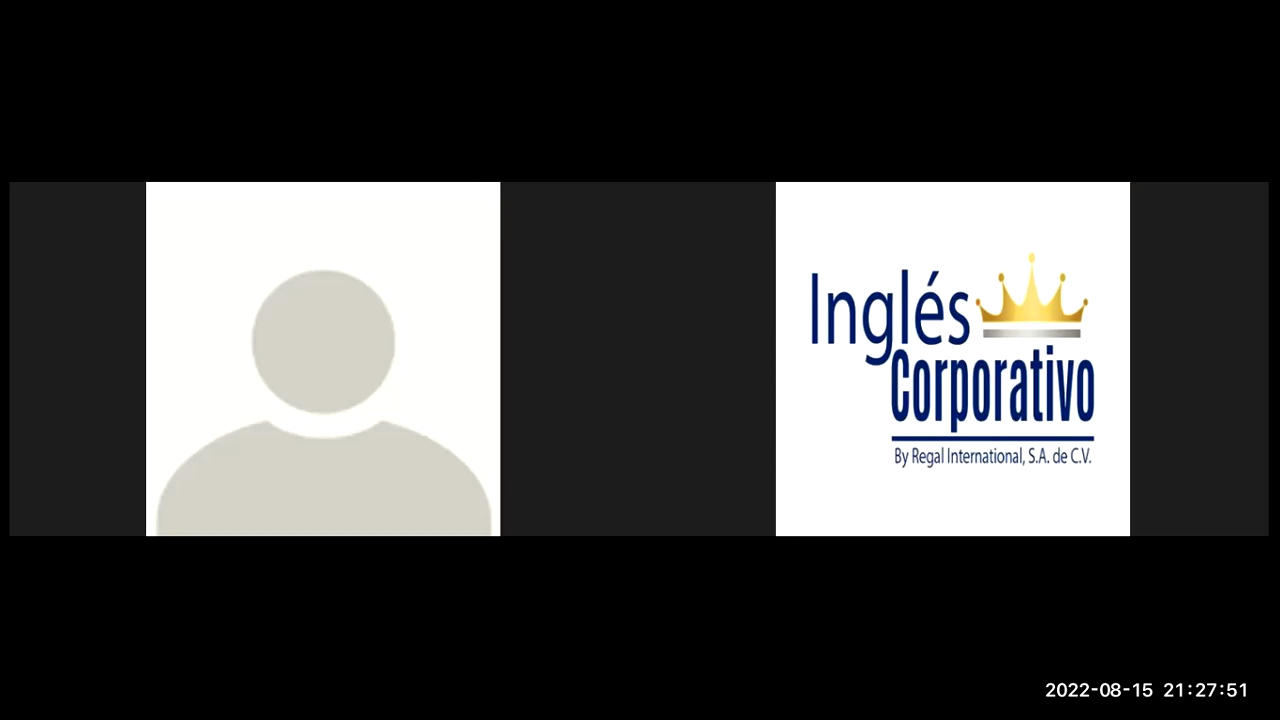 Inglés
Corporativo
By Regal International, S.A. de C.V.
2022-08-15 21:27:51